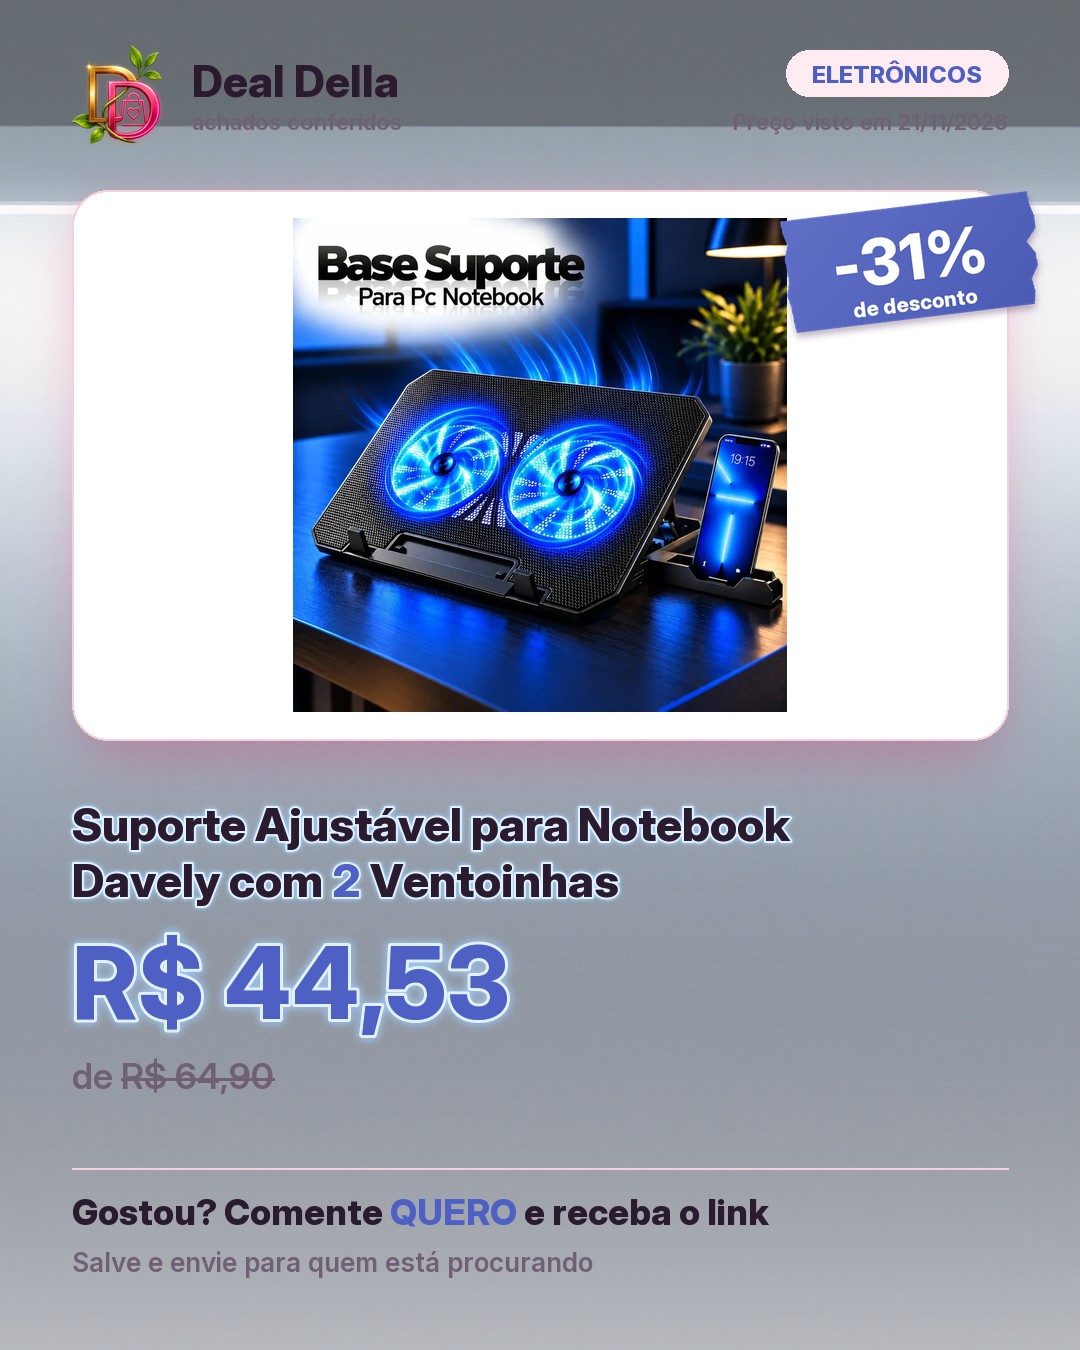 Deal Della
achados conferidos
ELETRÔNICOS
Preço visto em 21/11/2026
-31%
de desconto
Base Suporte
Para Pc Notebook
19:15
Suporte Ajustável para Notebook
Davely com 2 Ventoinhas
R$ 44,53
de R$ 64,90
Gostou? Comente QUERO e receba o link
Salve e envie para quem está procurando